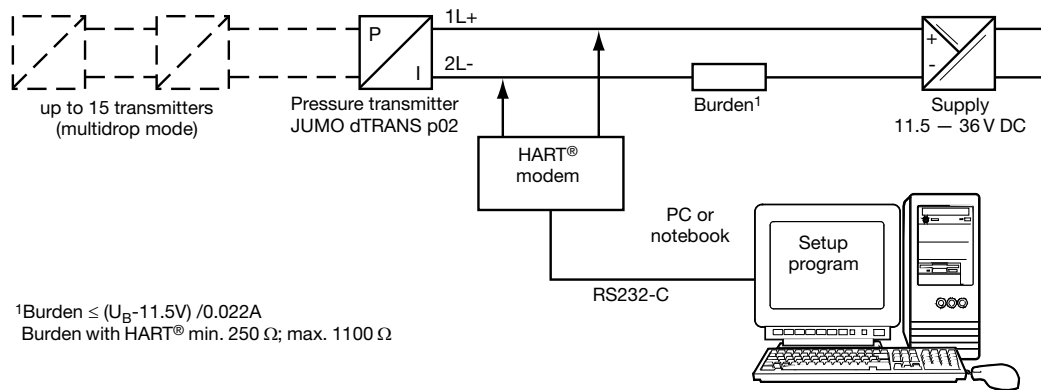 1L+
P
+
2L-
I
-
up to 15 transmitters
(multidrop mode)
Pressure transmitter
JUMO dTRANS p02
Burden¹
Supply
11.5 — 36 V DC
HART®
modem
PC or
notebook
Setup
program
RS232-C
¹Burden ≤ (U_B-11.5V) /0.022A
Burden with HART® min. 250 Ω; max. 1100 Ω